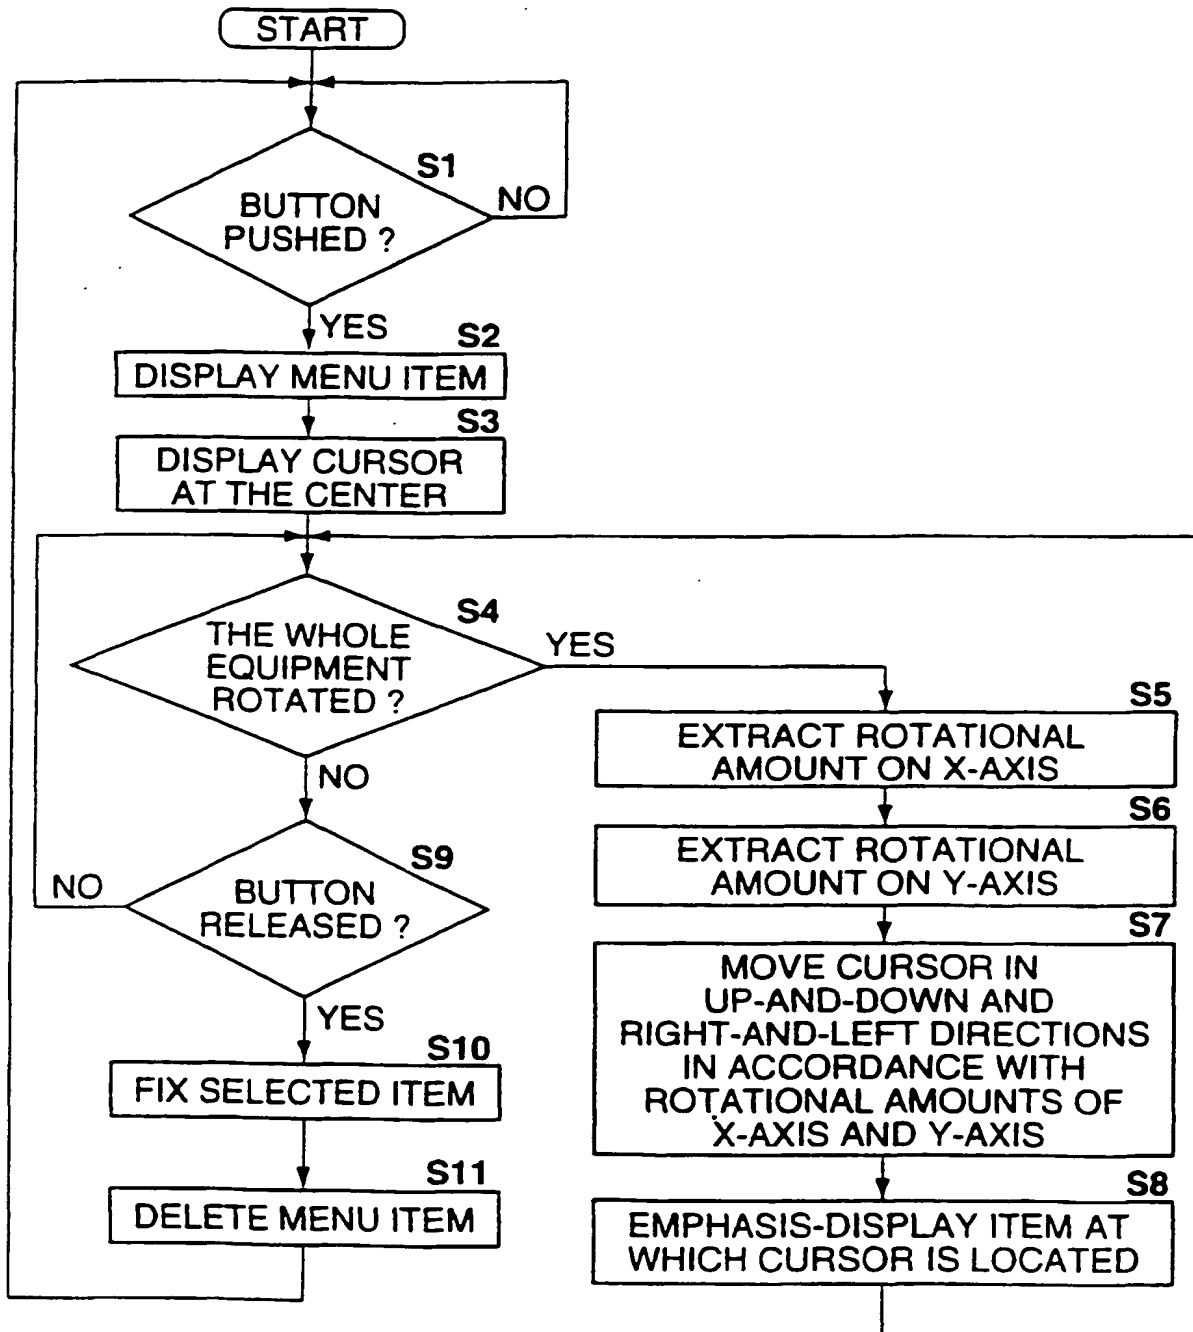 START
S1
BUTTON
PUSHED ?
NO
YES
S2
DISPLAY MENU ITEM
S3
DISPLAY CURSOR
AT THE CENTER
S4
THE WHOLE
EQUIPMENT
ROTATED ?
YES
NO
S5
EXTRACT ROTATIONAL
AMOUNT ON X-AXIS
S6
EXTRACT ROTATIONAL
AMOUNT ON Y-AXIS
S7
MOVE CURSOR IN
UP-AND-DOWN AND
RIGHT-AND-LEFT DIRECTIONS
IN ACCORDANCE WITH
ROTATIONAL AMOUNTS OF
X-AXIS AND Y-AXIS
S8
EMPHASIS-DISPLAY ITEM AT
WHICH CURSOR IS LOCATED
S9
BUTTON
RELEASED ?
NO
YES
S10
FIX SELECTED ITEM
S11
DELETE MENU ITEM